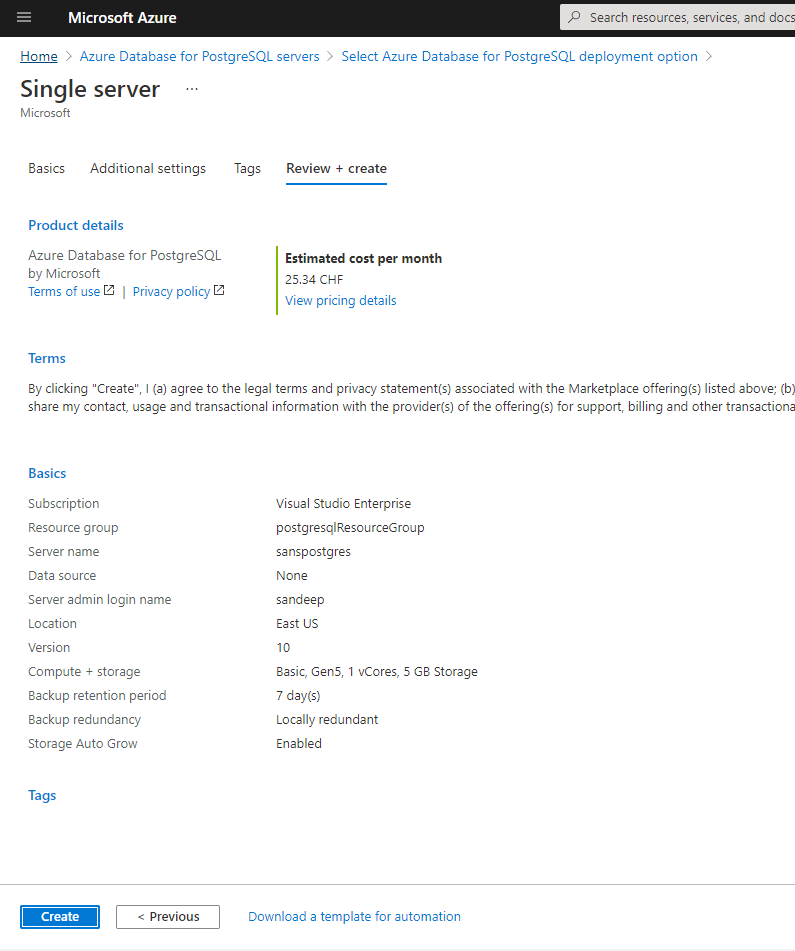 Microsoft Azure
Search resources, services, and docs
Home > Azure Database for PostgreSQL servers > Select Azure Database for PostgreSQL deployment option >
Single server ...
Microsoft
Basics Additional settings Tags Review + create
Product details
Azure Database for PostgreSQL
by Microsoft
Terms of use | Privacy policy
Estimated cost per month
25.34 CHF
View pricing details
Terms
By clicking "Create", I (a) agree to the legal terms and privacy statement(s) associated with the Marketplace offering(s) listed above; (b)
share my contact, usage and transactional information with the provider(s) of the offering(s) for support, billing and other transactiona
Basics
Subscription Visual Studio Enterprise
Resource group postgresqlResourceGroup
Server name sanspostgres
Data source None
Server admin login name sandeep
Location East US
Version 10
Compute + storage Basic, Gen5, 1 vCores, 5 GB Storage
Backup retention period 7 day(s)
Backup redundancy Locally redundant
Storage Auto Grow Enabled
Tags
Create < Previous Download a template for automation